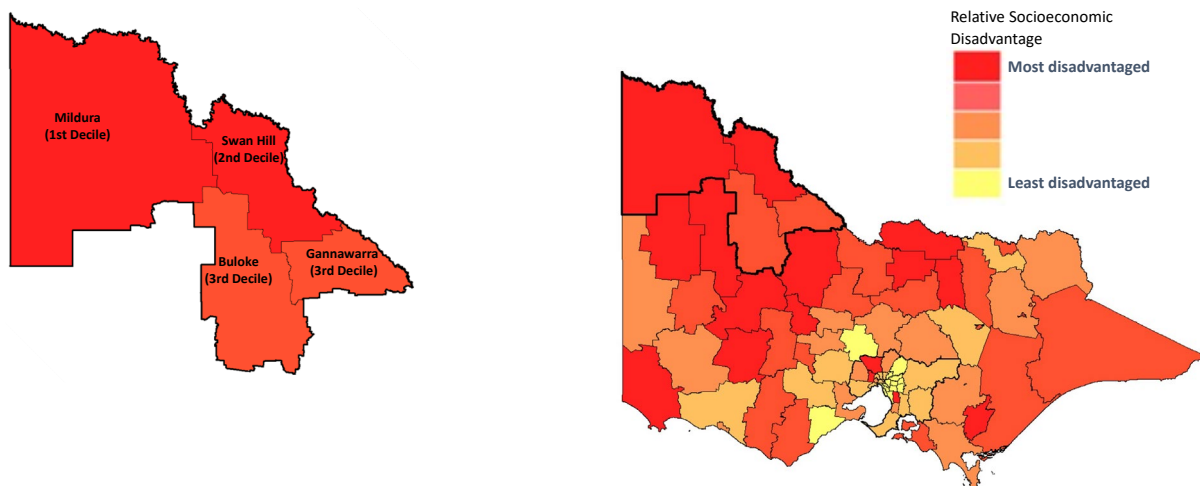 Mildura
(1st Decile)
Swan Hill
(2nd Decile)
Buloke
(3rd Decile)
Gannawarra
(3rd Decile)
Relative Socioeconomic
Disadvantage
Most disadvantaged
Least disadvantaged